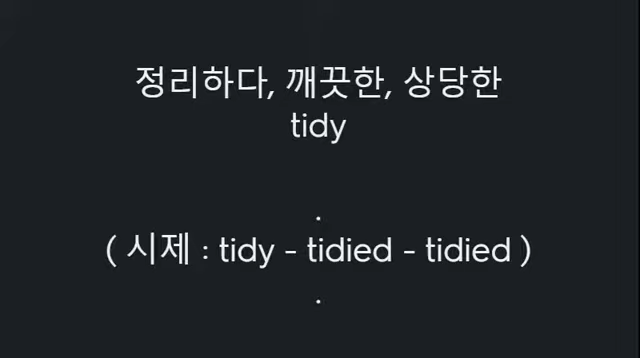 정리하다, 깨끗한, 상당한
tidy
.
( 시제 : tidy - tidied - tidied )
.